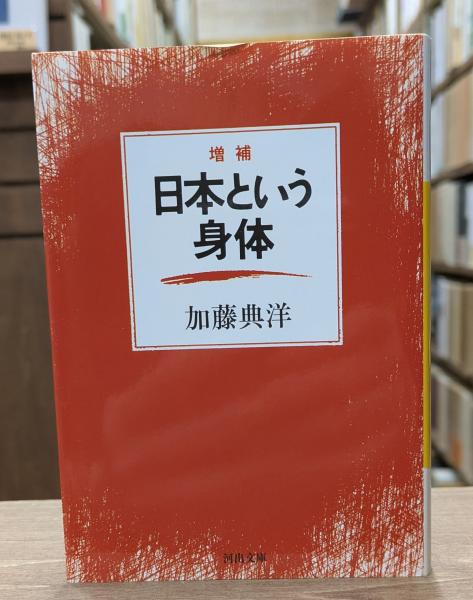 増補
日本という
身体
加藤典洋
河出文庫